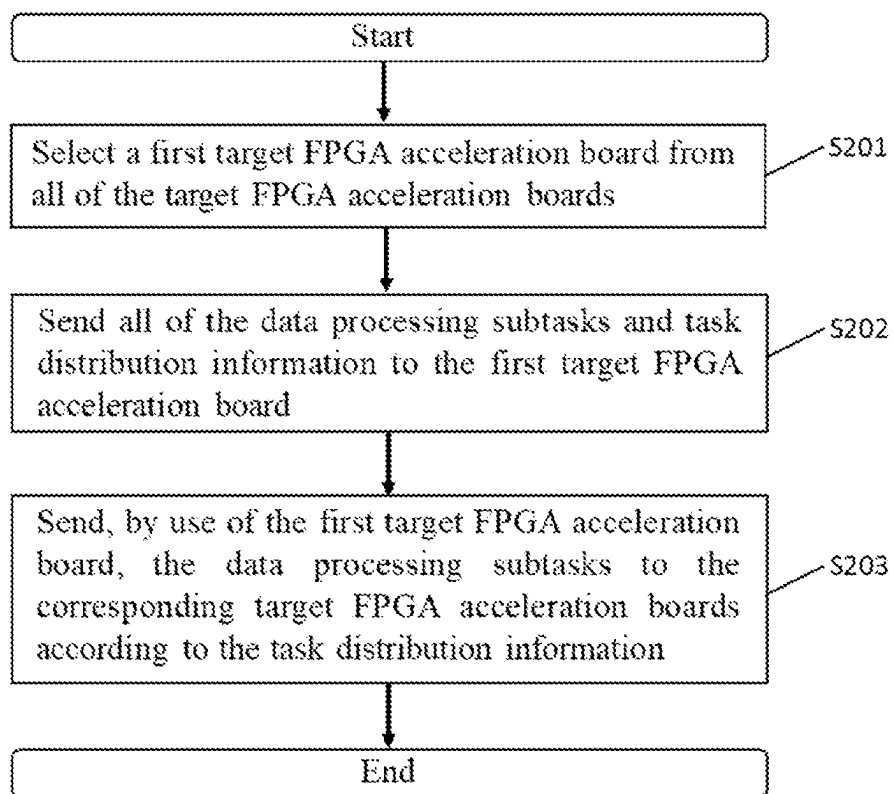 Start
Select a first target FPGA acceleration board from
all of the target FPGA acceleration boards
S201
Send all of the data processing subtasks and task
distribution information to the first target FPGA
acceleration board
S202
Send, by use of the first target FPGA acceleration
board, the data processing subtasks to the
corresponding target FPGA acceleration boards
according to the task distribution information
S203
End